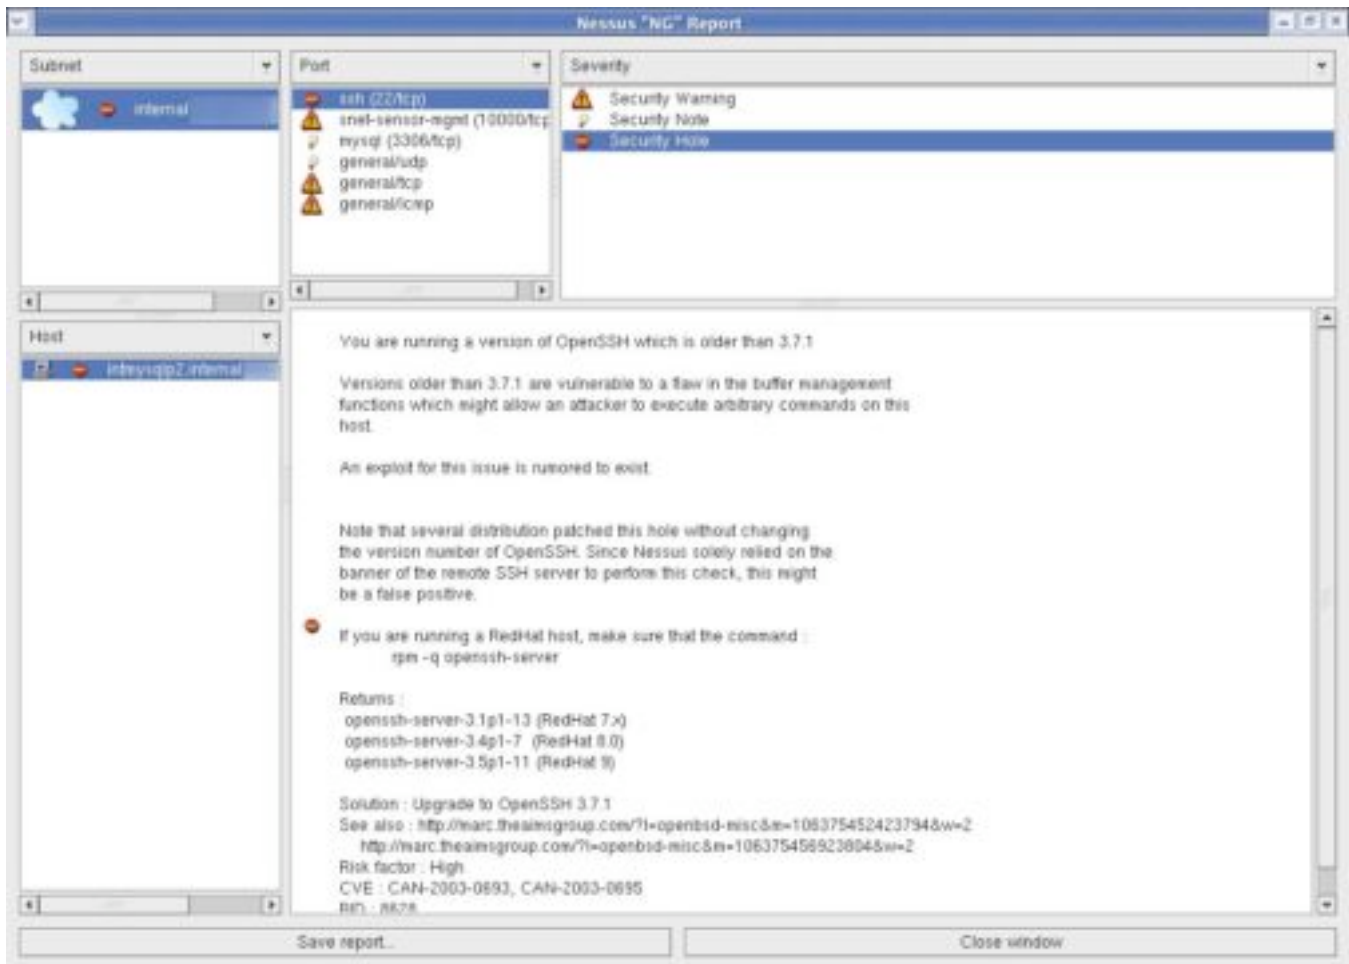 Nessus "NG" Report
Subnet
internal
Port
ssh (22/tcp)
snet-sensor-mgmt (10000/tcp
mysql (3306/tcp)
general/udp
general/tcp
general/icmp
Severity
Security Warning
Security Note
Security Hole
Host
intmysqlp2.internal
You are running a version of OpenSSH which is older than 3.7.1
Versions older than 3.7.1 are vulnerable to a flaw in the buffer management
functions which might allow an attacker to execute arbitrary commands on this
host.
An exploit for this issue is rumored to exist.
Note that several distribution patched this hole without changing
the version number of OpenSSH. Since Nessus solely relied on the
banner of the remote SSH server to perform this check, this might
be a false positive.
If you are running a RedHat host, make sure that the command :
rpm -q openssh-server
Returns :
openssh-server-3.1p1-13 (RedHat 7.x)
openssh-server-3.4p1-7 (RedHat 8.0)
openssh-server-3.5p1-11 (RedHat 9)
Solution : Upgrade to OpenSSH 3.7.1
See also : http://marc.theaimsgroup.com/?l=openbsd-misc&m=106375452423794&w=2
http://marc.theaimsgroup.com/?l=openbsd-misc&m=106375456923804&w=2
Risk factor : High
CVE : CAN-2003-0693, CAN-2003-0695
BID : 8628
Save report...
Close window